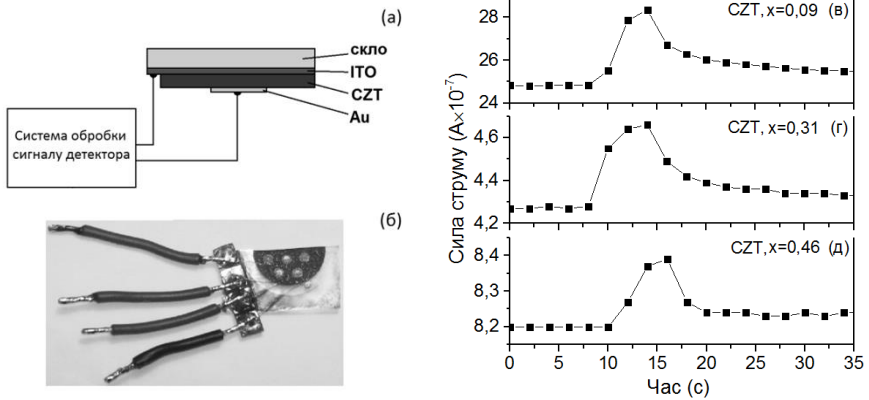 (а)
скло
ITO
CZT
Au
Система обробки
сигналу детектора
(б)
Сила струму (А×10⁻⁷)
28
26
24
CZT, x=0,09 (в)
4,6
4,4
4,2
CZT, x=0,31 (г)
8,4
8,3
8,2
CZT, x=0,46 (д)
0 5 10 15 20 25 30 35
Час (с)